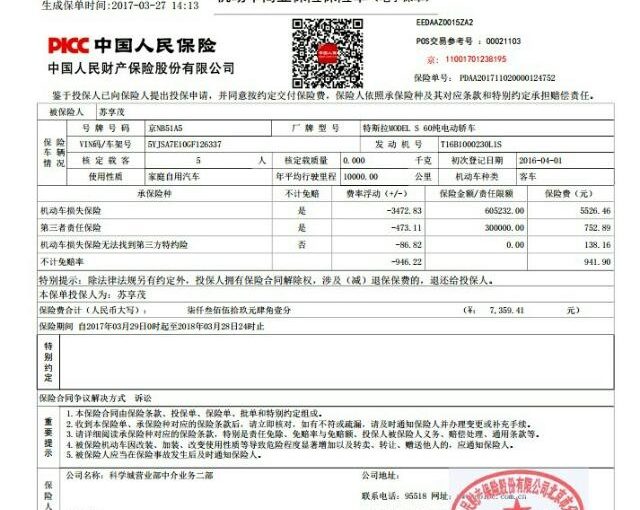 生成保单时间:2017-03-27 14:13
EEDAAZ0015ZA2
PICC 中国人民保险
POS交易参考号：00021103
中国人民财产保险股份有限公司
京：11001701238195
保险单号：PDAA201711020000124752
鉴于投保人已向保险人提出投保申请，并同意按约定交付保险费，保险人依照承保险种及其对应条款和特别约定承担赔偿责任。
被保险人 苏享茂
保险车辆情况
号牌号码 京NB51A5 厂牌型号 特斯拉MODEL S 60纯电动轿车
VIN码/车架号 5YJSA7E10GF126337 发动机号 T16B1000230L1S
核定载客 5 人 核定载质量 0.000 千克 初次登记日期 2016-04-01
使用性质 家庭自用汽车 年平均行驶里程 10000.00 公里 机动车种类 客车
承保险种 不计免赔 费率浮动（+/-） 保险金额/责任限额 保险费（元）
机动车损失保险 是 -3472.83 605232.00 5526.46
第三者责任保险 是 -473.11 300000.00 752.89
机动车损失保险无法找到第三方特约险 否 -86.82 0.00 138.16
不计免赔率 -946.22 941.90
特别提示：除法律法规另有约定外，投保人拥有保险合同解除权，涉及（减）退保保费的，退还给投保人。
本保单投保人为：苏享茂
保险费合计（人民币大写）： 柒仟叁佰伍拾玖元肆角壹分 （¥: 7,359.41 元）
保险期间 自2017年03月29日0时起至2018年03月28日24时止
特别约定
保险合同争议解决方式 诉讼
重要提示
1. 本保险合同由保险条款、投保单、保险单、批单和特别约定组成。
2. 收到本保险单、承保险种对应的保险条款后，请立即核对，如有不符或疏漏，请及时通知保险人并办理变更或补充手续。
3. 请详细阅读承保险种对应的保险条款，特别是责任免除、免赔率与免赔额、投保人被保险人义务、赔偿处理、通用条款等。
4. 被保险机动车因改装、加装、改变使用性质等导致危险程度显著增加以及转卖、转让、赠送他人的，应通知保险人。
5. 被保险人应当在保险事故发生后及时通知保险人。
保险人
公司名称：科学城营业部中介业务二部 公司地址：
联系电话：95518 网址：